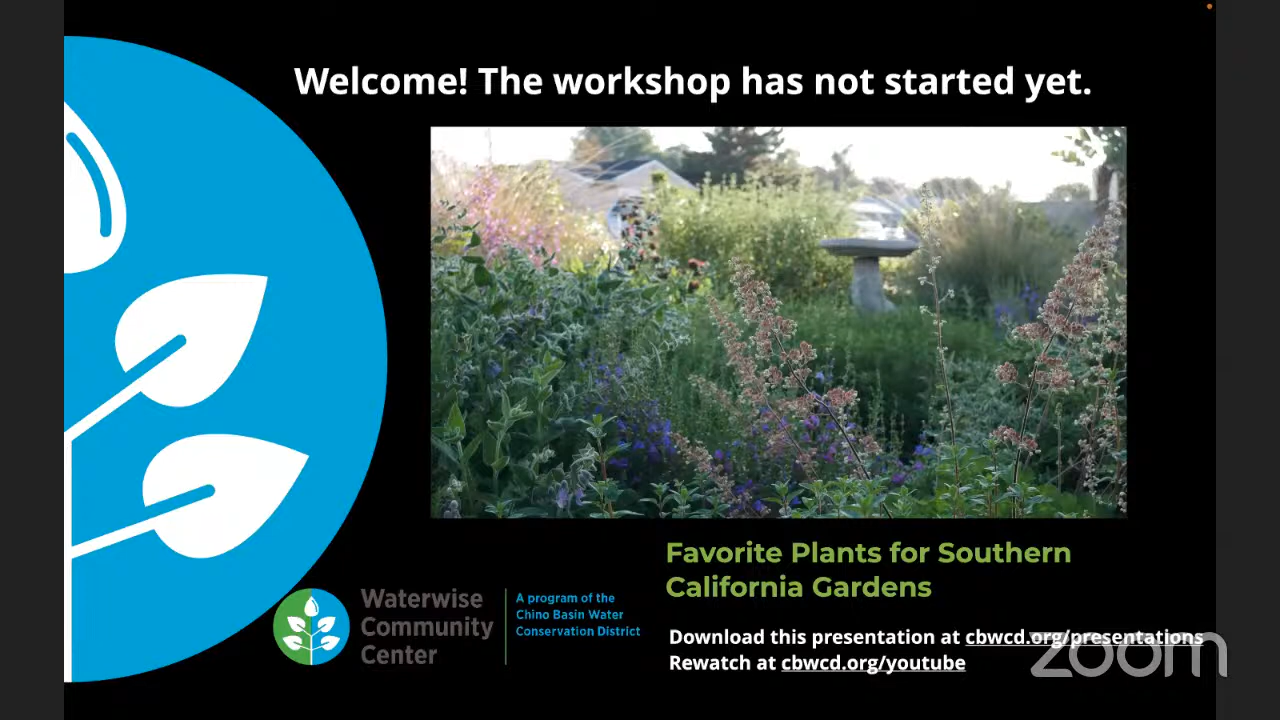 Welcome! The workshop has not started yet.
Favorite Plants for Southern
California Gardens
Waterwise
Community
Center
A program of the
Chino Basin Water
Conservation District
Download this presentation at cbwcd.org/presentations
Rewatch at cbwcd.org/youtube
zoom